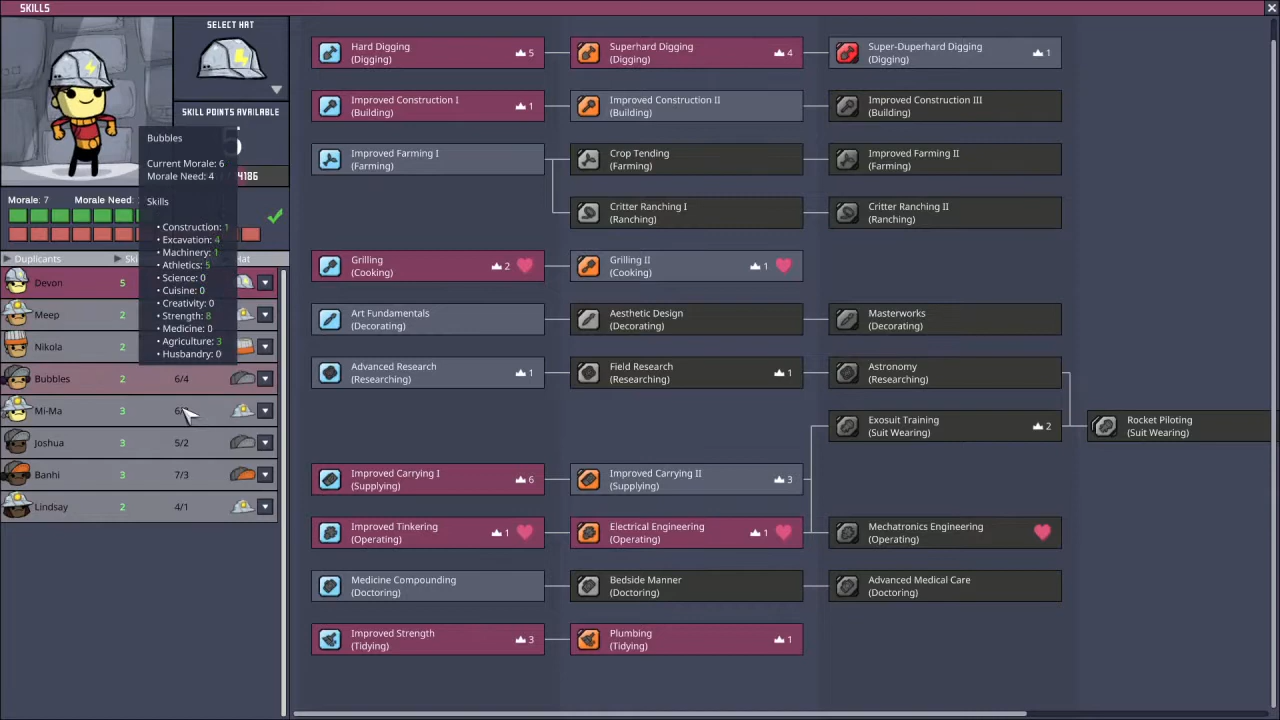 SKILLS
SELECT HAT
SKILL POINTS AVAILABLE
4186
Morale: 7 Morale Need:
Bubbles
Current Morale: 6
Morale Need: 4
Skills
• Construction: 1
• Excavation: 4
• Machinery: 1
• Athletics: 5
• Science: 0
• Cuisine: 0
• Creativity: 0
• Strength: 8
• Medicine: 0
• Agriculture: 3
• Husbandry: 0
Duplicants
Devon 5
Meep 2
Nikola 2
Bubbles 2 6/4
Mi-Ma 3
Joshua 3 5/2
Banhi 3 7/3
Lindsay 2 4/1
Hard Digging 5
(Digging)
Superhard Digging 4
(Digging)
Super-Duperhard Digging 1
(Digging)
Improved Construction I 1
(Building)
Improved Construction II
(Building)
Improved Construction III
(Building)
Improved Farming I
(Farming)
Crop Tending
(Farming)
Improved Farming II
(Farming)
Critter Ranching I
(Ranching)
Critter Ranching II
(Ranching)
Grilling 2
(Cooking)
Grilling II 1
(Cooking)
Art Fundamentals
(Decorating)
Aesthetic Design
(Decorating)
Masterworks
(Decorating)
Advanced Research 1
(Researching)
Field Research 1
(Researching)
Astronomy
(Researching)
Exosuit Training 2
(Suit Wearing)
Rocket Piloting
(Suit Wearing)
Improved Carrying I 6
(Supplying)
Improved Carrying II 3
(Supplying)
Improved Tinkering 1
(Operating)
Electrical Engineering 1
(Operating)
Mechatronics Engineering
(Operating)
Medicine Compounding
(Doctoring)
Bedside Manner
(Doctoring)
Advanced Medical Care
(Doctoring)
Improved Strength 3
(Tidying)
Plumbing 1
(Tidying)